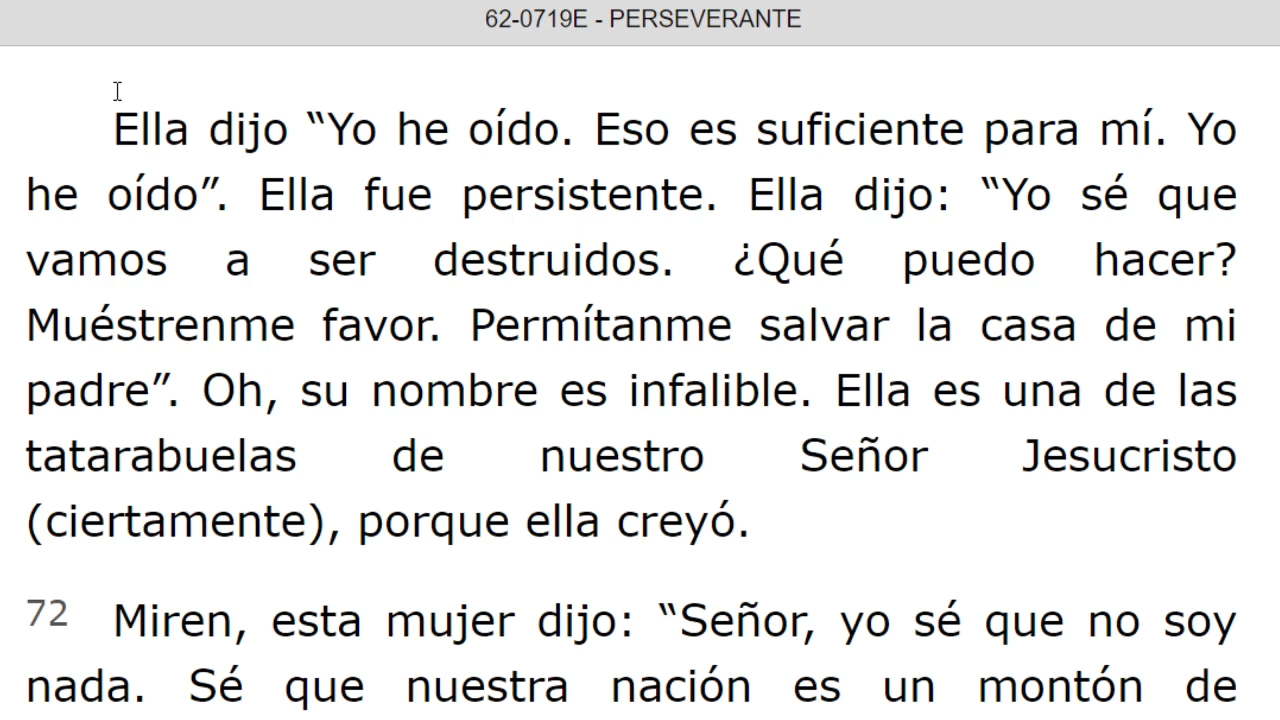 62-0719E - PERSEVERANTE
Ella dijo “Yo he oído. Eso es suficiente para mí. Yo
he oído”. Ella fue persistente. Ella dijo: “Yo sé que
vamos a ser destruidos. ¿Qué puedo hacer?
Muéstrenme favor. Permítanme salvar la casa de mi
padre”. Oh, su nombre es infalible. Ella es una de las
tatarabuelas de nuestro Señor Jesucristo
(ciertamente), porque ella creyó.
72 Miren, esta mujer dijo: “Señor, yo sé que no soy
nada. Sé que nuestra nación es un montón de